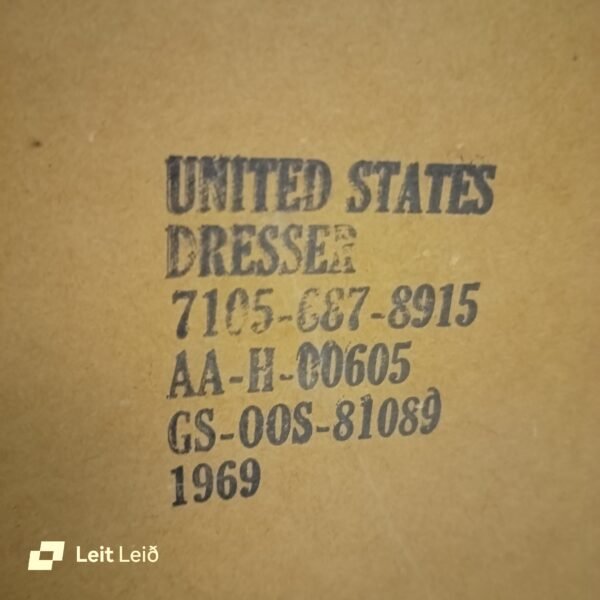 UNITED STATES
DRESSER
7105-687-8915
AA-H-00605
GS-00S-81089
1969
Leit Leið